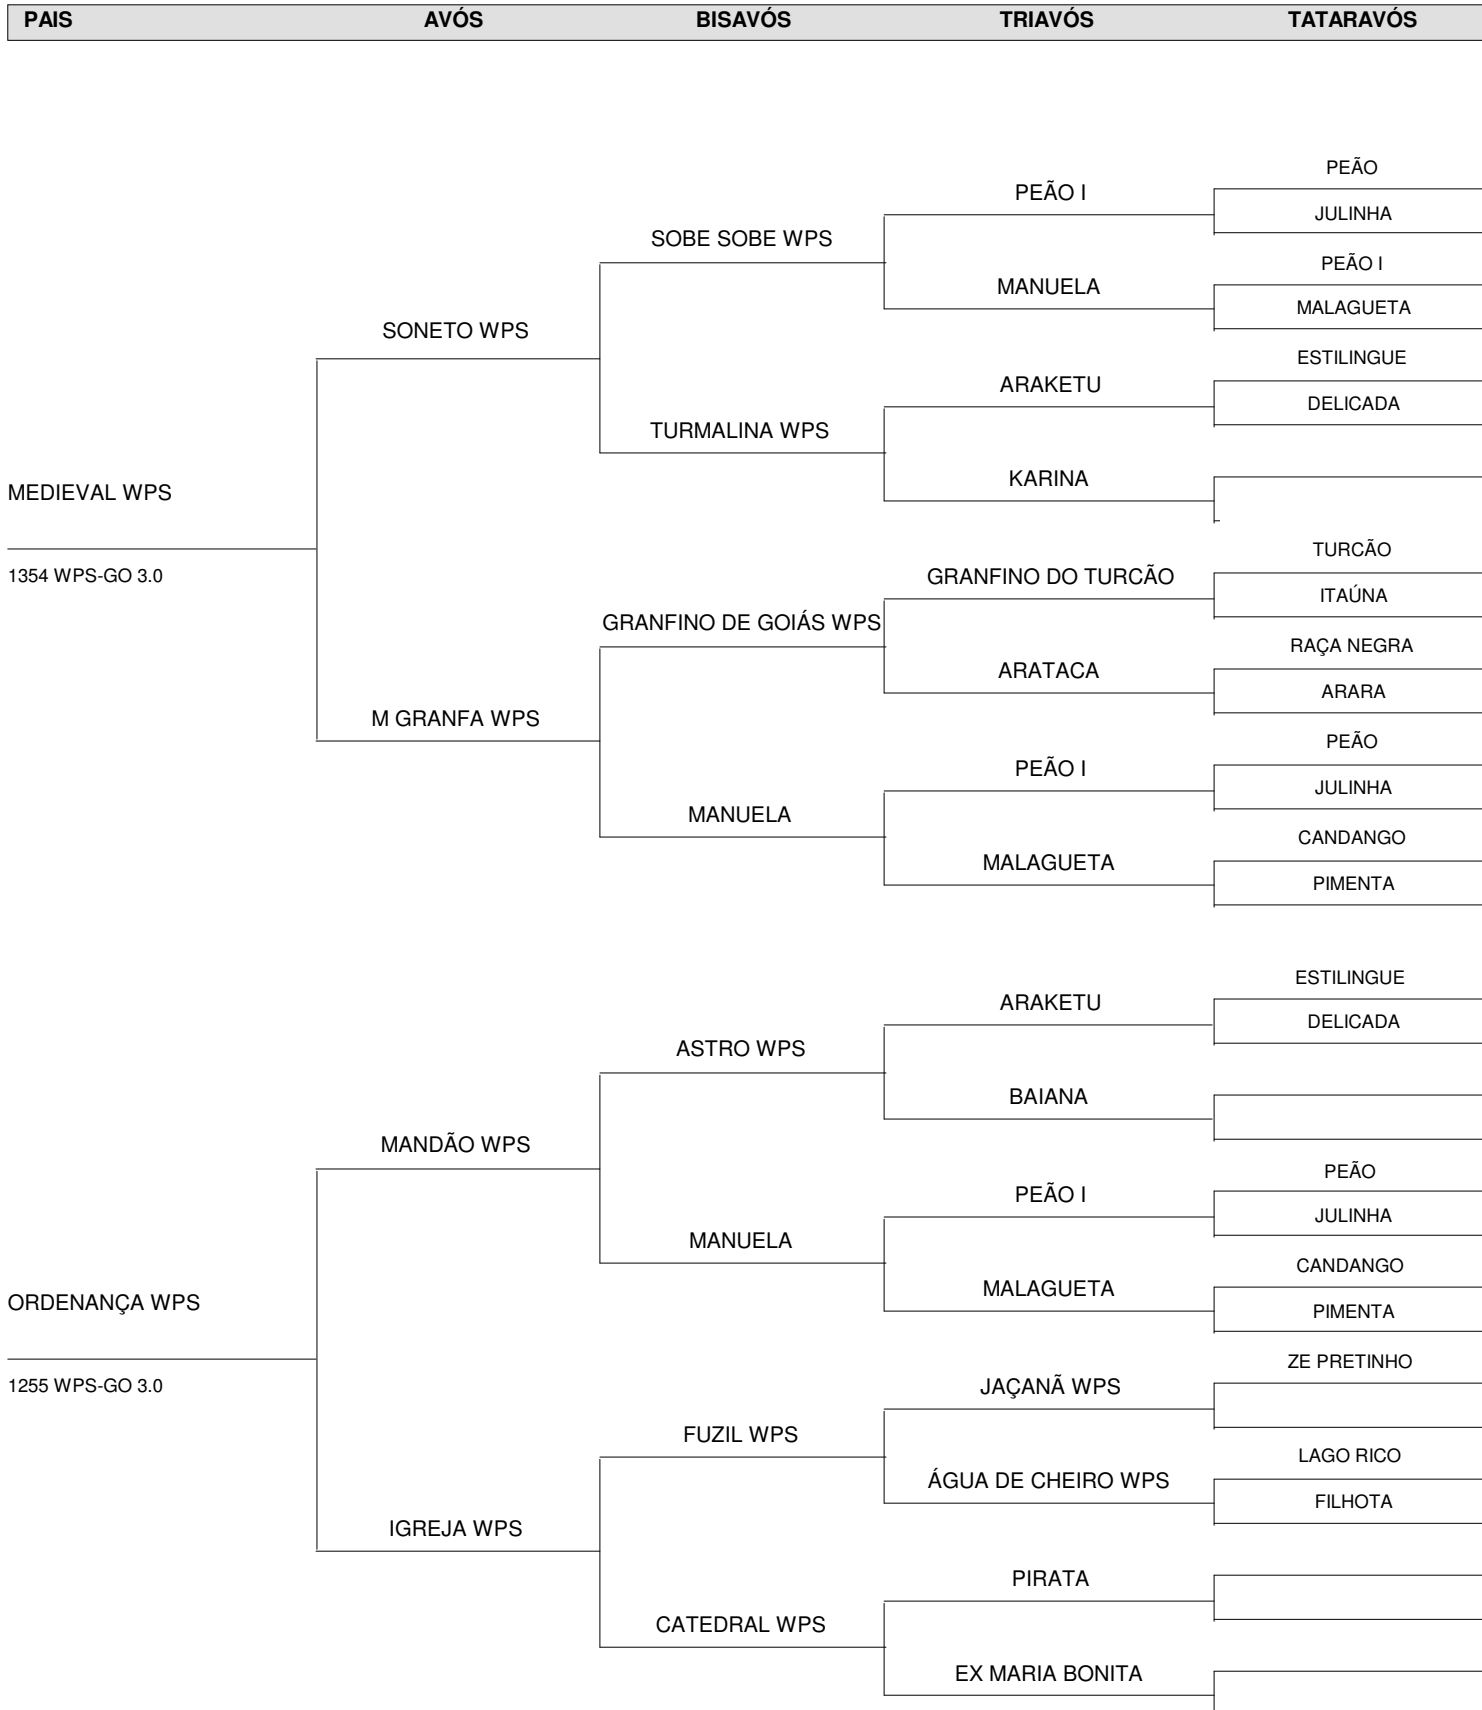 PAIS AVÓS BISAVÓS TRIAVÓS TATARAVÓS
PEÃO
PEÃO I
JULINHA
SOBE SOBE WPS
PEÃO I
MANUELA
MALAGUETA
SONETO WPS
ESTILINGUE
ARAKETU
DELICADA
TURMALINA WPS
KARINA
MEDIEVAL WPS
TURCÃO
1354 WPS-GO 3.0
GRANFINO DO TURCÃO
ITAÚNA
GRANFINO DE GOIÁS WPS
RAÇA NEGRA
ARATACA
ARARA
M GRANFA WPS
PEÃO
PEÃO I
JULINHA
MANUELA
CANDANGO
MALAGUETA
PIMENTA
ESTILINGUE
ARAKETU
DELICADA
ASTRO WPS
BAIANA
MANDÃO WPS
PEÃO
PEÃO I
JULINHA
MANUELA
CANDANGO
MALAGUETA
ORDENANÇA WPS
PIMENTA
ZE PRETINHO
1255 WPS-GO 3.0
JAÇANÃ WPS
FUZIL WPS
LAGO RICO
ÁGUA DE CHEIRO WPS
FILHOTA
IGREJA WPS
PIRATA
CATEDRAL WPS
EX MARIA BONITA